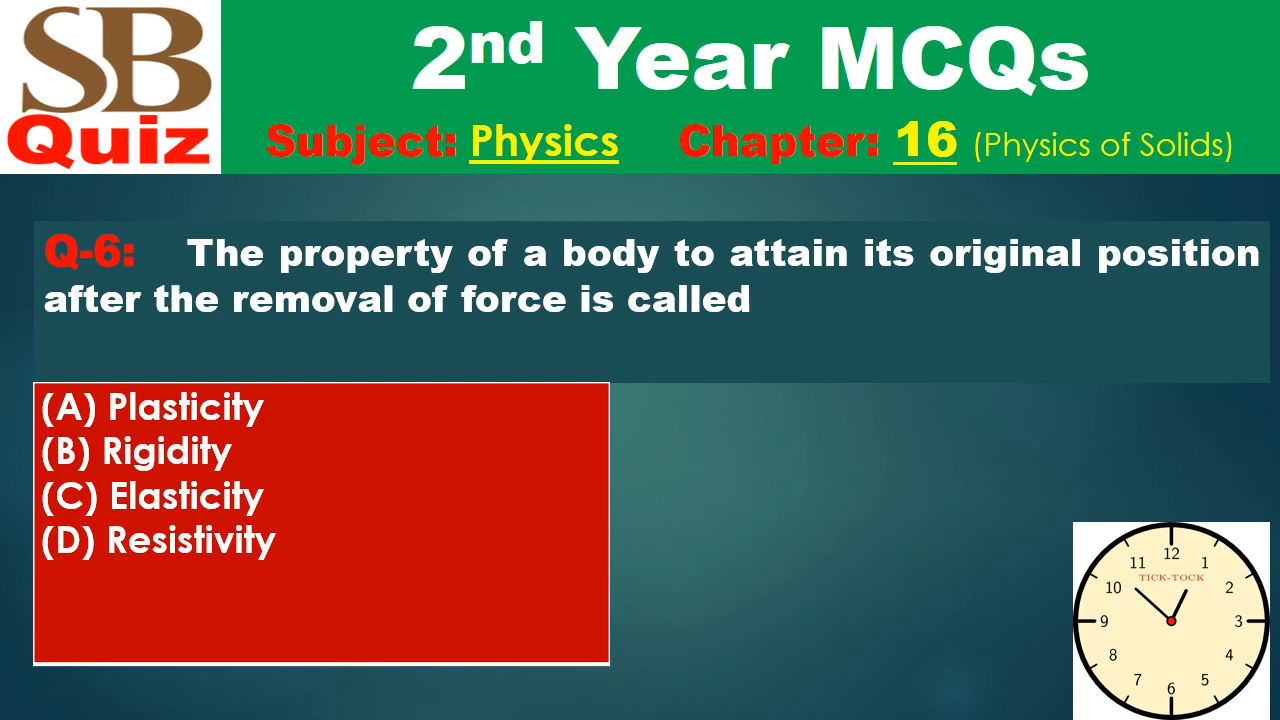 SB
Quiz
2nd Year MCQs
Subject: Physics Chapter: 16 (Physics of Solids)
Q-6: The property of a body to attain its original position
after the removal of force is called
(A) Plasticity
(B) Rigidity
(C) Elasticity
(D) Resistivity
12
11 1
TICK-TOCK
10 2
9 3
8 4
7 5
6